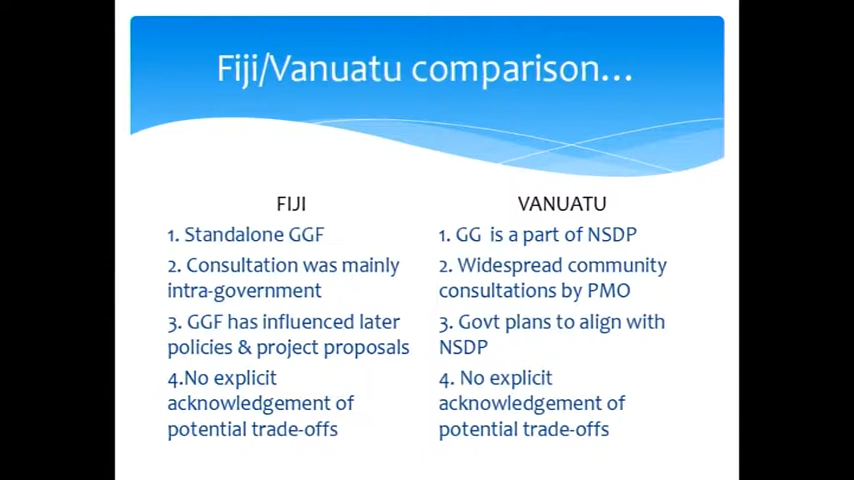 Fiji/Vanuatu comparison...
FIJI
1. Standalone GGF
2. Consultation was mainly
intra-government
3. GGF has influenced later
policies & project proposals
4.No explicit
acknowledgement of
potential trade-offs
VANUATU
1. GG is a part of NSDP
2. Widespread community
consultations by PMO
3. Govt plans to align with
NSDP
4. No explicit
acknowledgement of
potential trade-offs